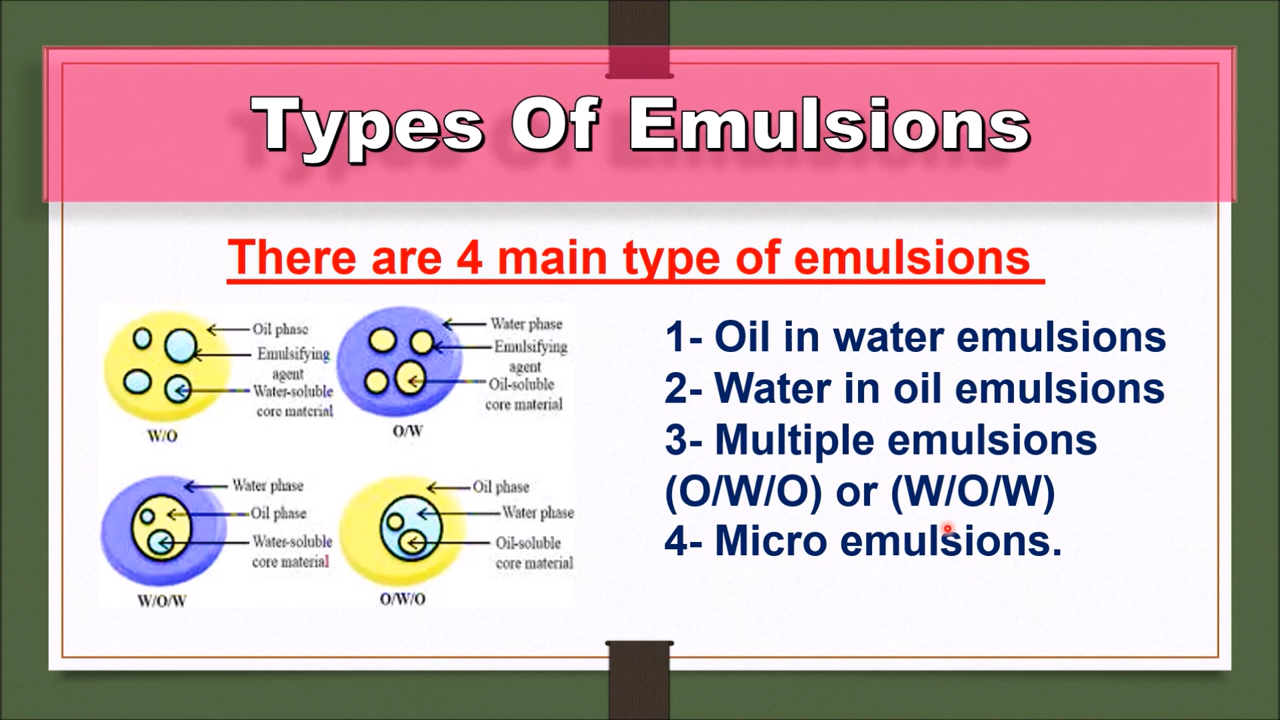 Types Of Emulsions
There are 4 main type of emulsions
Oil phase
Emulsifying
agent
Water-soluble
core material
W/O
Water phase
Emulsifying
agent
Oil-soluble
core material
O/W
Water phase
Oil phase
Water-soluble
core material
W/O/W
Oil phase
Water phase
Oil-soluble
core material
O/W/O
1- Oil in water emulsions
2- Water in oil emulsions
3- Multiple emulsions
(O/W/O) or (W/O/W)
4- Micro emulsions.